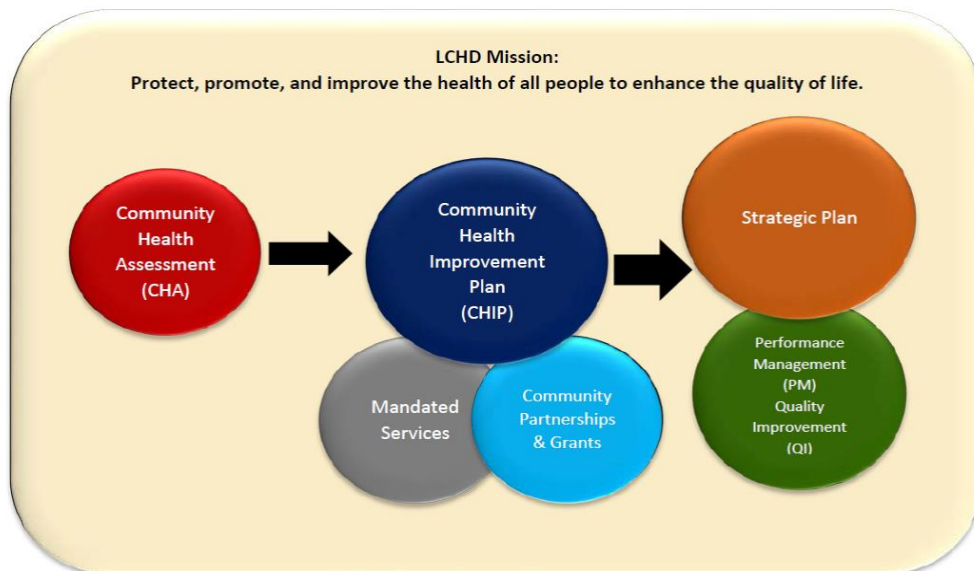 LCHD Mission:
Protect, promote, and improve the health of all people to enhance the quality of life.
Community
Health
Assessment
(CHA)
Community
Health
Improvement
Plan
(CHIP)
Mandated
Services
Community
Partnerships
& Grants
Strategic Plan
Performance
Management
(PM)
Quality
Improvement
(QI)